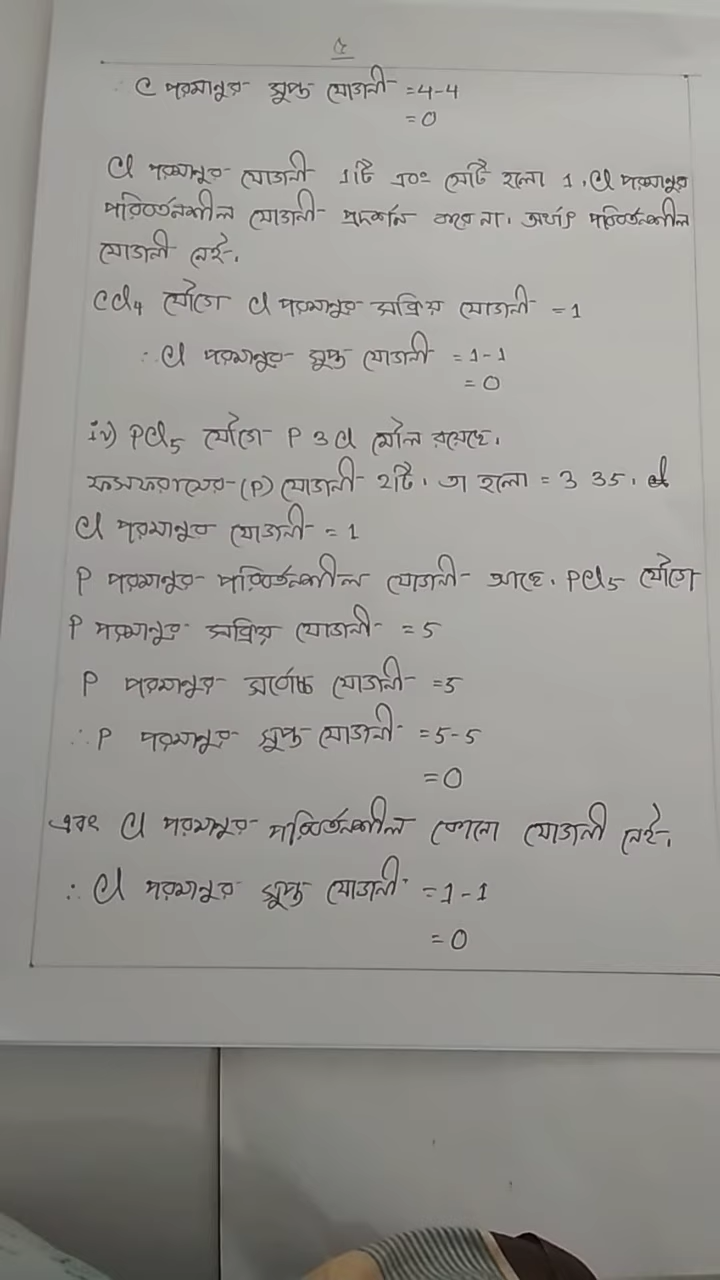 ৫
∴ C পরমানুর সুপ্ত যোজনী = 4-4
= 0
Cl পরমানুর যোজনী 1টি এবং সেটি হলো 1. Cl পরমানুর
পরিবর্তনশীল যোজনী প্রদর্শন করে না। অর্থাৎ পরিবর্তনশীল
যোজনী নেই।
CCl₄ যৌগে Cl পরমানুর সক্রিয় যোজনী = 1
∴ Cl পরমানুর সুপ্ত যোজনী = 1-1
= 0
iv) PCl₅ যৌগে P ও Cl মৌল রয়েছে।
ফসফরাসের (P) যোজনী ২টি। তা হলো = 3 ও 5।
Cl পরমানুর যোজনী = 1
P পরমানুর পরিবর্তনশীল যোজনী আছে। PCl₅ যৌগে
P পরমানুর সক্রিয় যোজনী = 5
P পরমানুর সর্বোচ্চ যোজনী = 5
∴ P পরমানুর সুপ্ত যোজনী = 5-5
= 0
এবং Cl পরমানুর পরিবর্তনশীল কোনো যোজনী নেই।
∴ Cl পরমানুর সুপ্ত যোজনী = 1-1
= 0